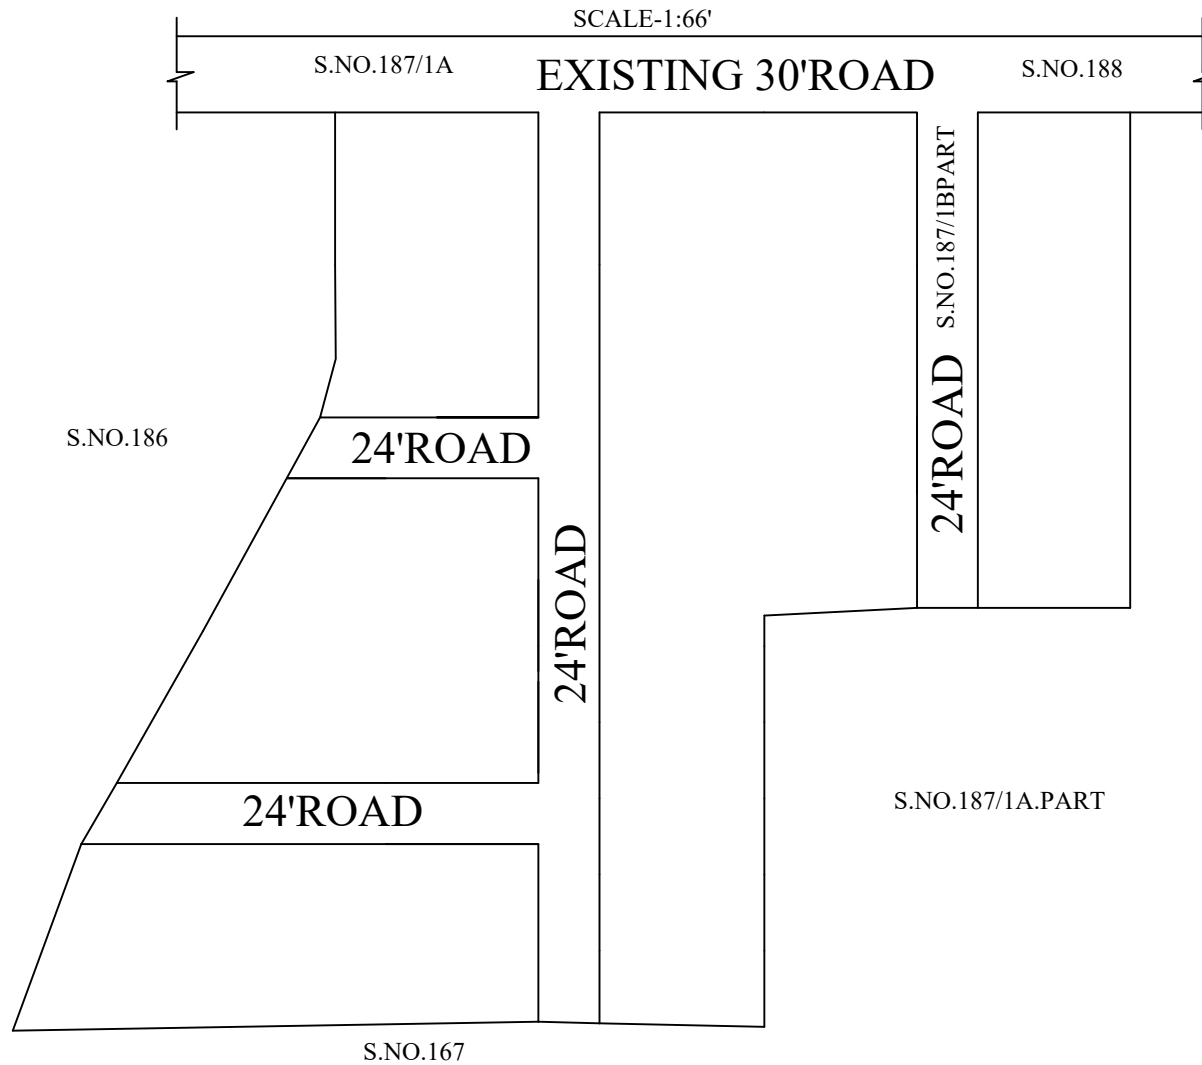 SCALE-1:66'
S.NO.187/1A
EXISTING 30'ROAD
S.NO.188
S.NO.187/1BPART
24'ROAD
S.NO.186
24'ROAD
24'ROAD
24'ROAD
S.NO.187/1A.PART
S.NO.167